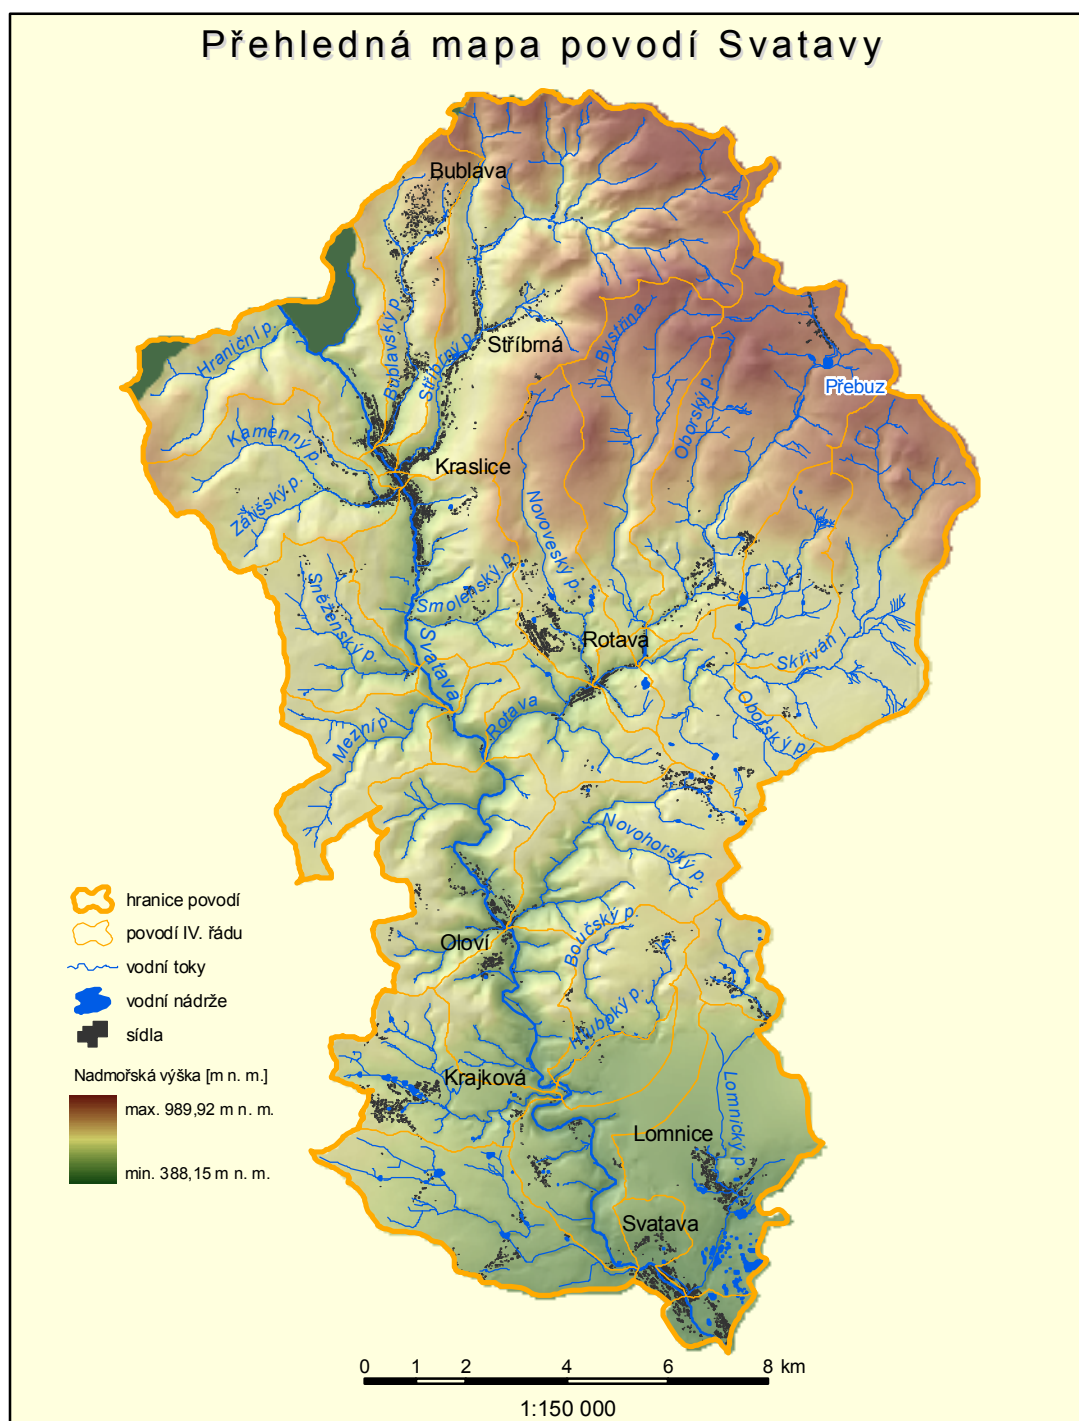 Přehledná mapa povodí Svatavy
Bublava
Hraniční p.
Bublavský p.
Stříbrný p.
Stříbrná
Bystřina
Oborský p.
Přebuz
Kamenný p.
Kraslice
Zátišský p.
Novoveský p.
Smolenský p.
Sněženský p.
Svatava
Rotava
Skřiváň
Oborský p.
Rotava
Mezní p.
Novohorský p.
hranice povodí
povodí IV. řádu
vodní toky
vodní nádrže
sídla
Oloví
Boučský p.
Hluboký p.
Nadmořská výška [m n. m.]
max. 989,92 m n. m.
min. 388,15 m n. m.
Krajková
Lomnický p.
Lomnice
Svatava
0 1 2 4 6 8 km
1:150 000